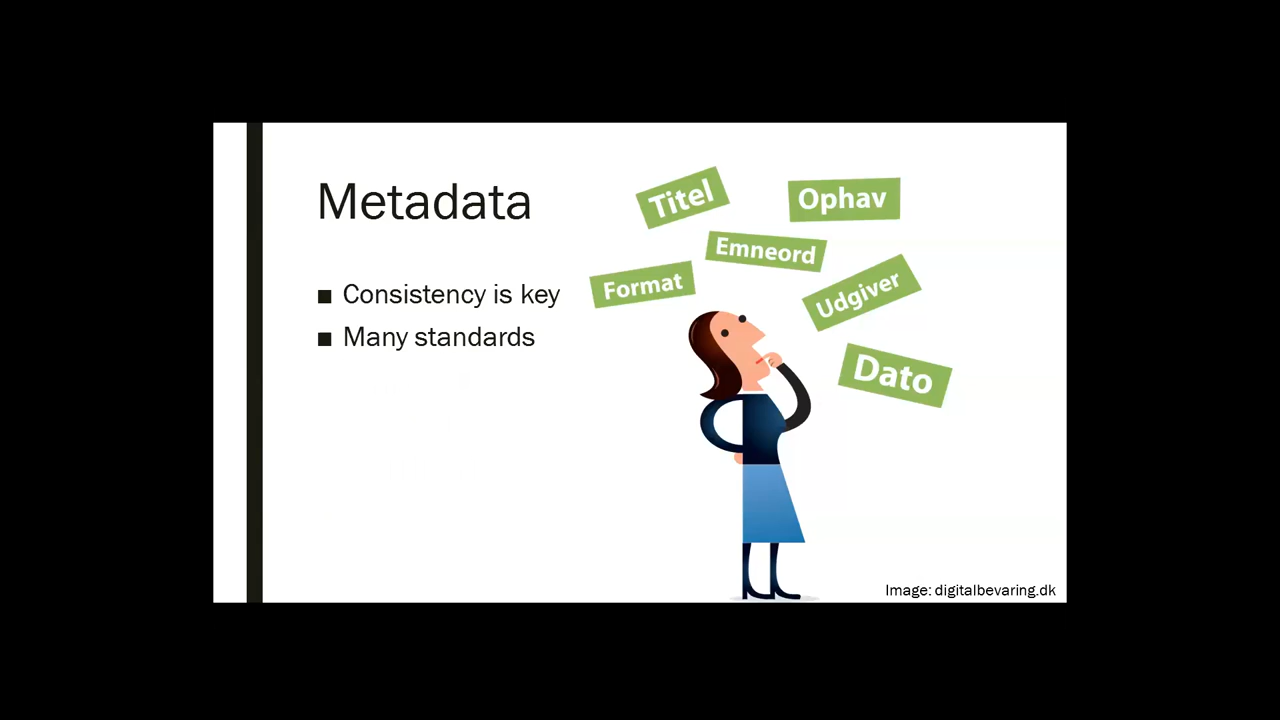 Metadata
■ Consistency is key
■ Many standards
Titel
Ophav
Emneord
Format
Udgiver
Dato
Image: digitalbevaring.dk